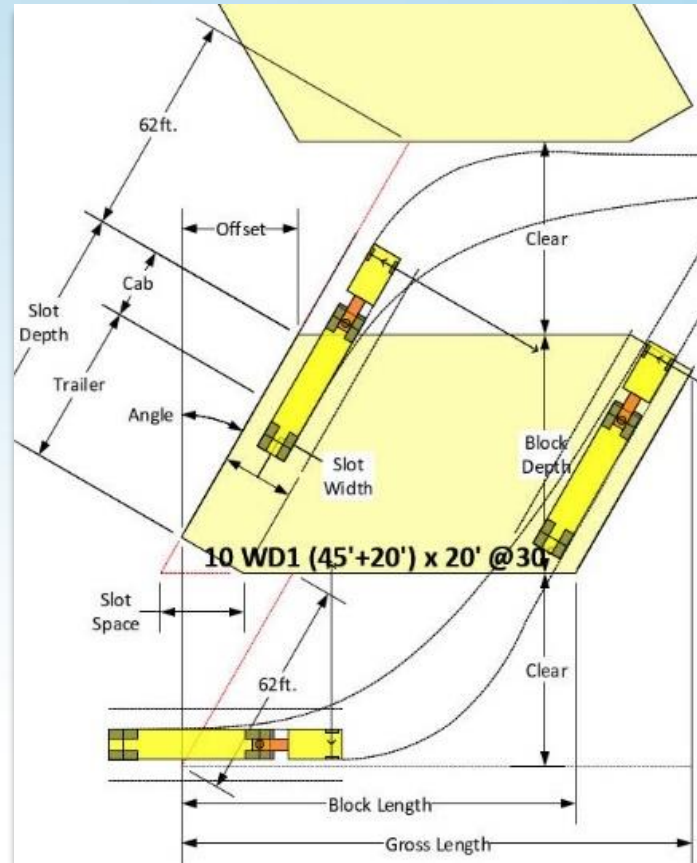 62ft.
Offset
Clear
Cab
Slot
Depth
Trailer
Angle
Block
Depth
Slot
Width
10 WD1 (45'+20') x 20' @30
Slot
Space
62ft.
Clear
Block Length
Gross Length